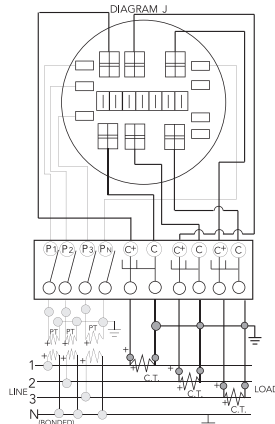 DIAGRAM J
P1 P2 P3 PN C+ C C+ C C+ C
PT PT PT
+ + +
1
2
LINE 3
N
(BONDED)
+ C.T.
+ C.T.
+ C.T.
LOAD